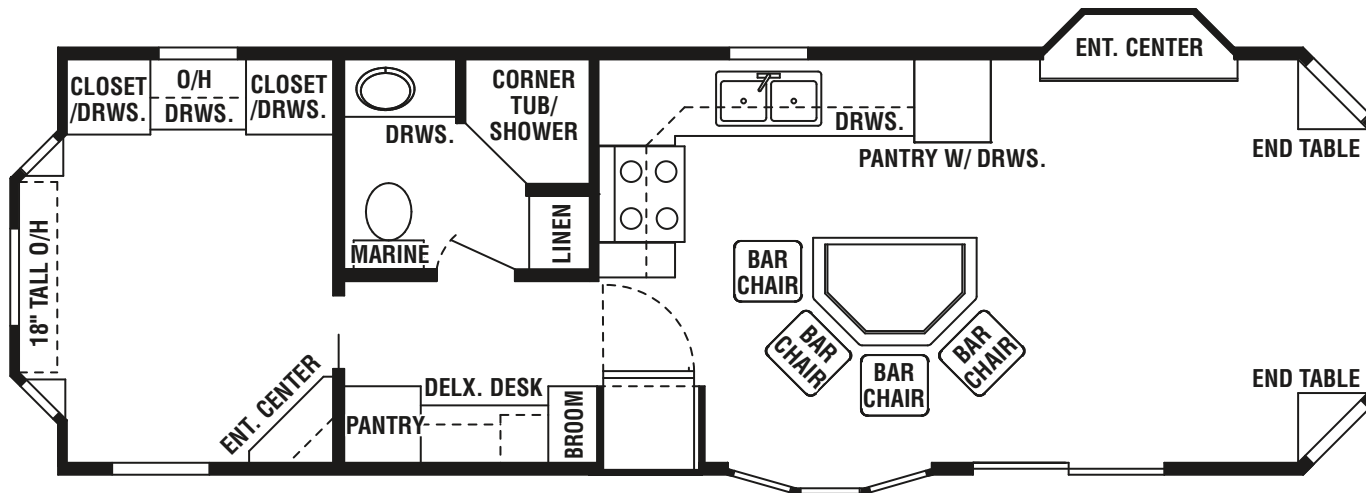 CLOSET
/DRWS.
O/H
DRWS.
CLOSET
/DRWS.
DRWS.
CORNER
TUB/
SHOWER
DRWS.
PANTRY W/ DRWS.
ENT. CENTER
END TABLE
18" TALL O/H
MARINE
LINEN
BAR
CHAIR
BAR
CHAIR
BAR
CHAIR
BAR
CHAIR
END TABLE
ENT. CENTER
PANTRY
DELX. DESK
BROOM